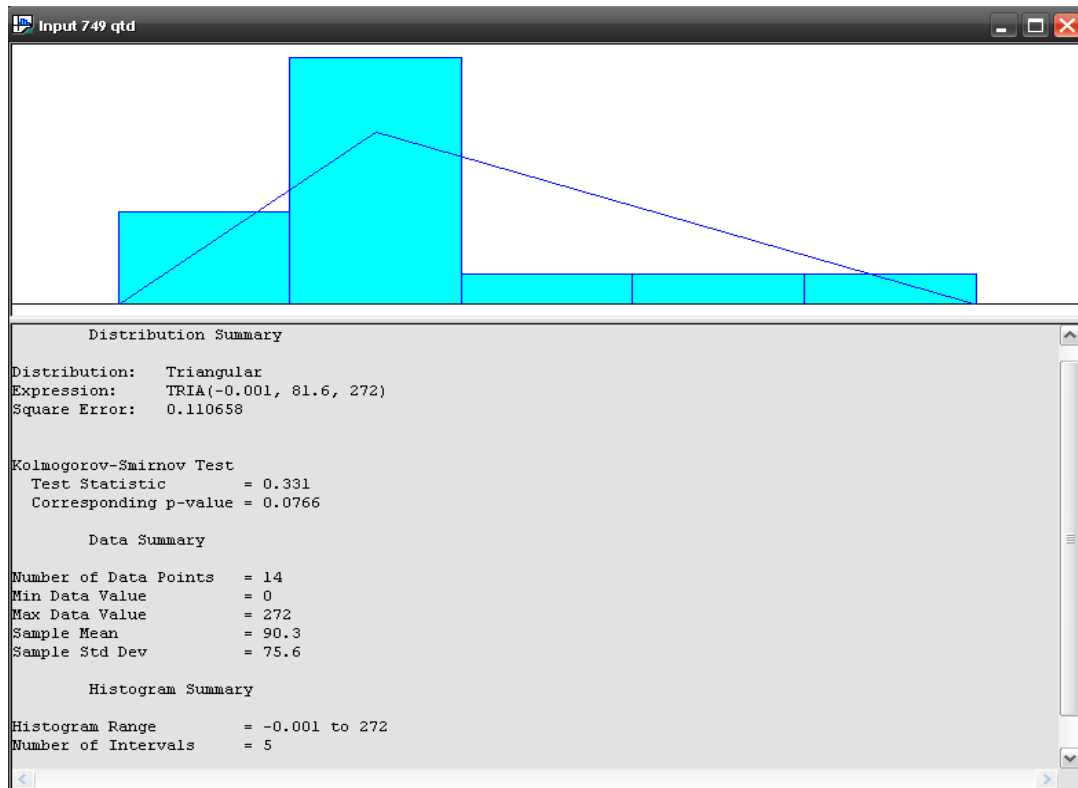 Input 749 qtd
Distribution Summary
Distribution: Triangular
Expression: TRIA(-0.001, 81.6, 272)
Square Error: 0.110658
Kolmogorov-Smirnov Test
Test Statistic = 0.331
Corresponding p-value = 0.0766
Data Summary
Number of Data Points = 14
Min Data Value = 0
Max Data Value = 272
Sample Mean = 90.3
Sample Std Dev = 75.6
Histogram Summary
Histogram Range = -0.001 to 272
Number of Intervals = 5